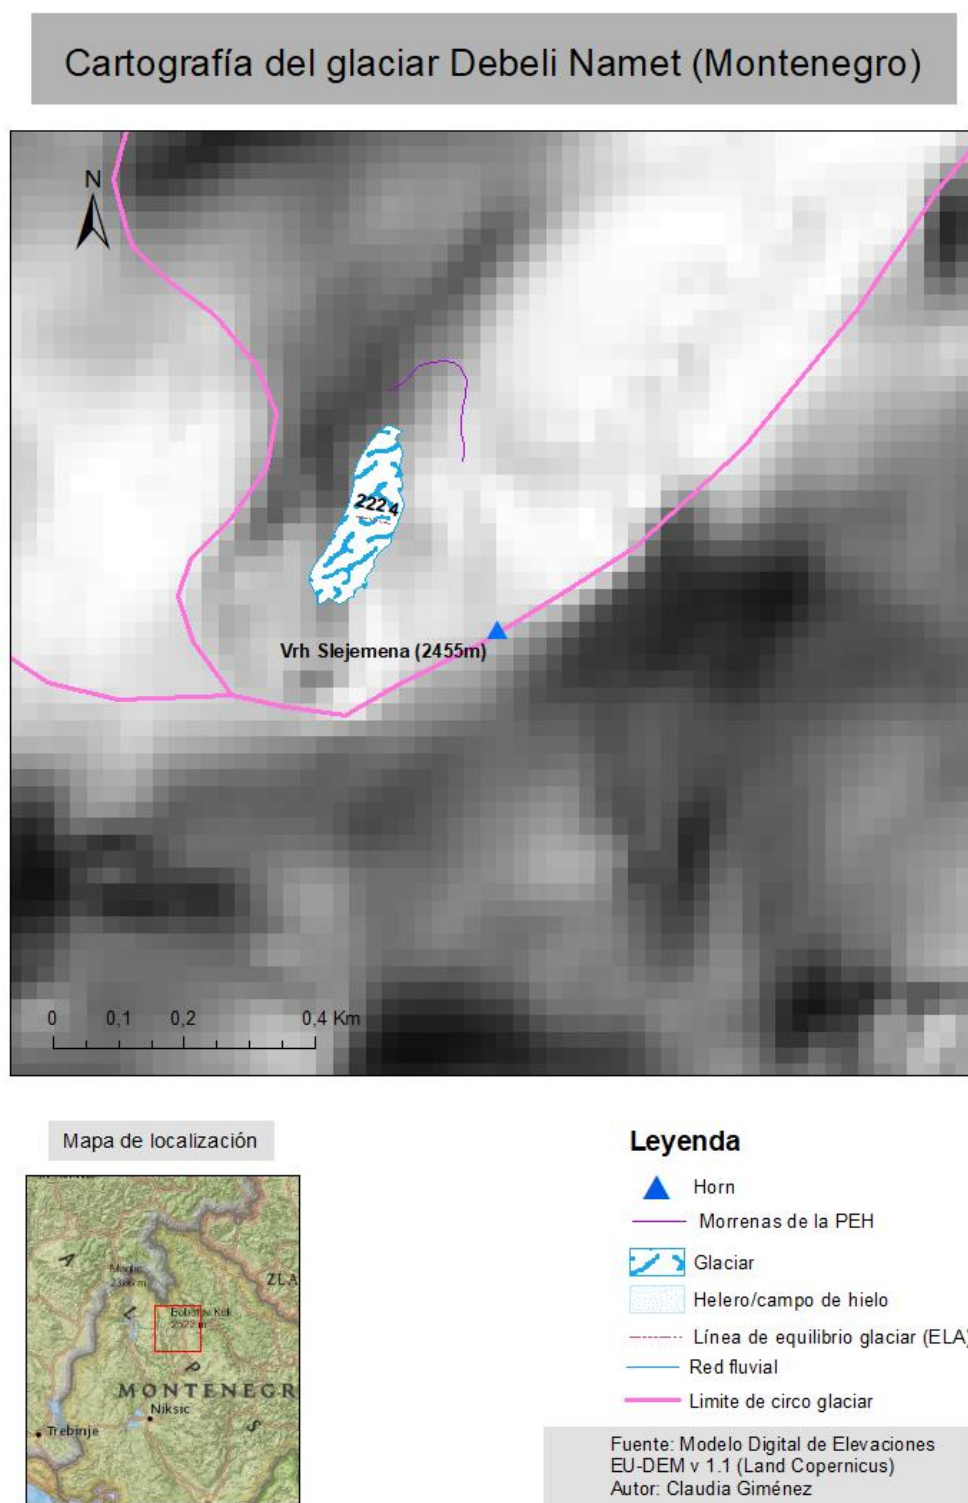 Cartografía del glaciar Debeli Namet (Montenegro)
N
2224
Vrh Slejemena (2455m)
0 0,1 0,2 0,4 Km
Mapa de localización
Leyenda
Horn
Morrenas de la PEH
Glaciar
Helero/campo de hielo
Línea de equilibrio glaciar (ELA)
Red fluvial
Limite de circo glaciar
A
Maglic
2386 m
ZLA
L
Kuk
P
MONTENEGR
Niksic
S
Trebinje
Fuente: Modelo Digital de Elevaciones
EU-DEM v 1.1 (Land Copernicus)
Autor: Claudia Giménez